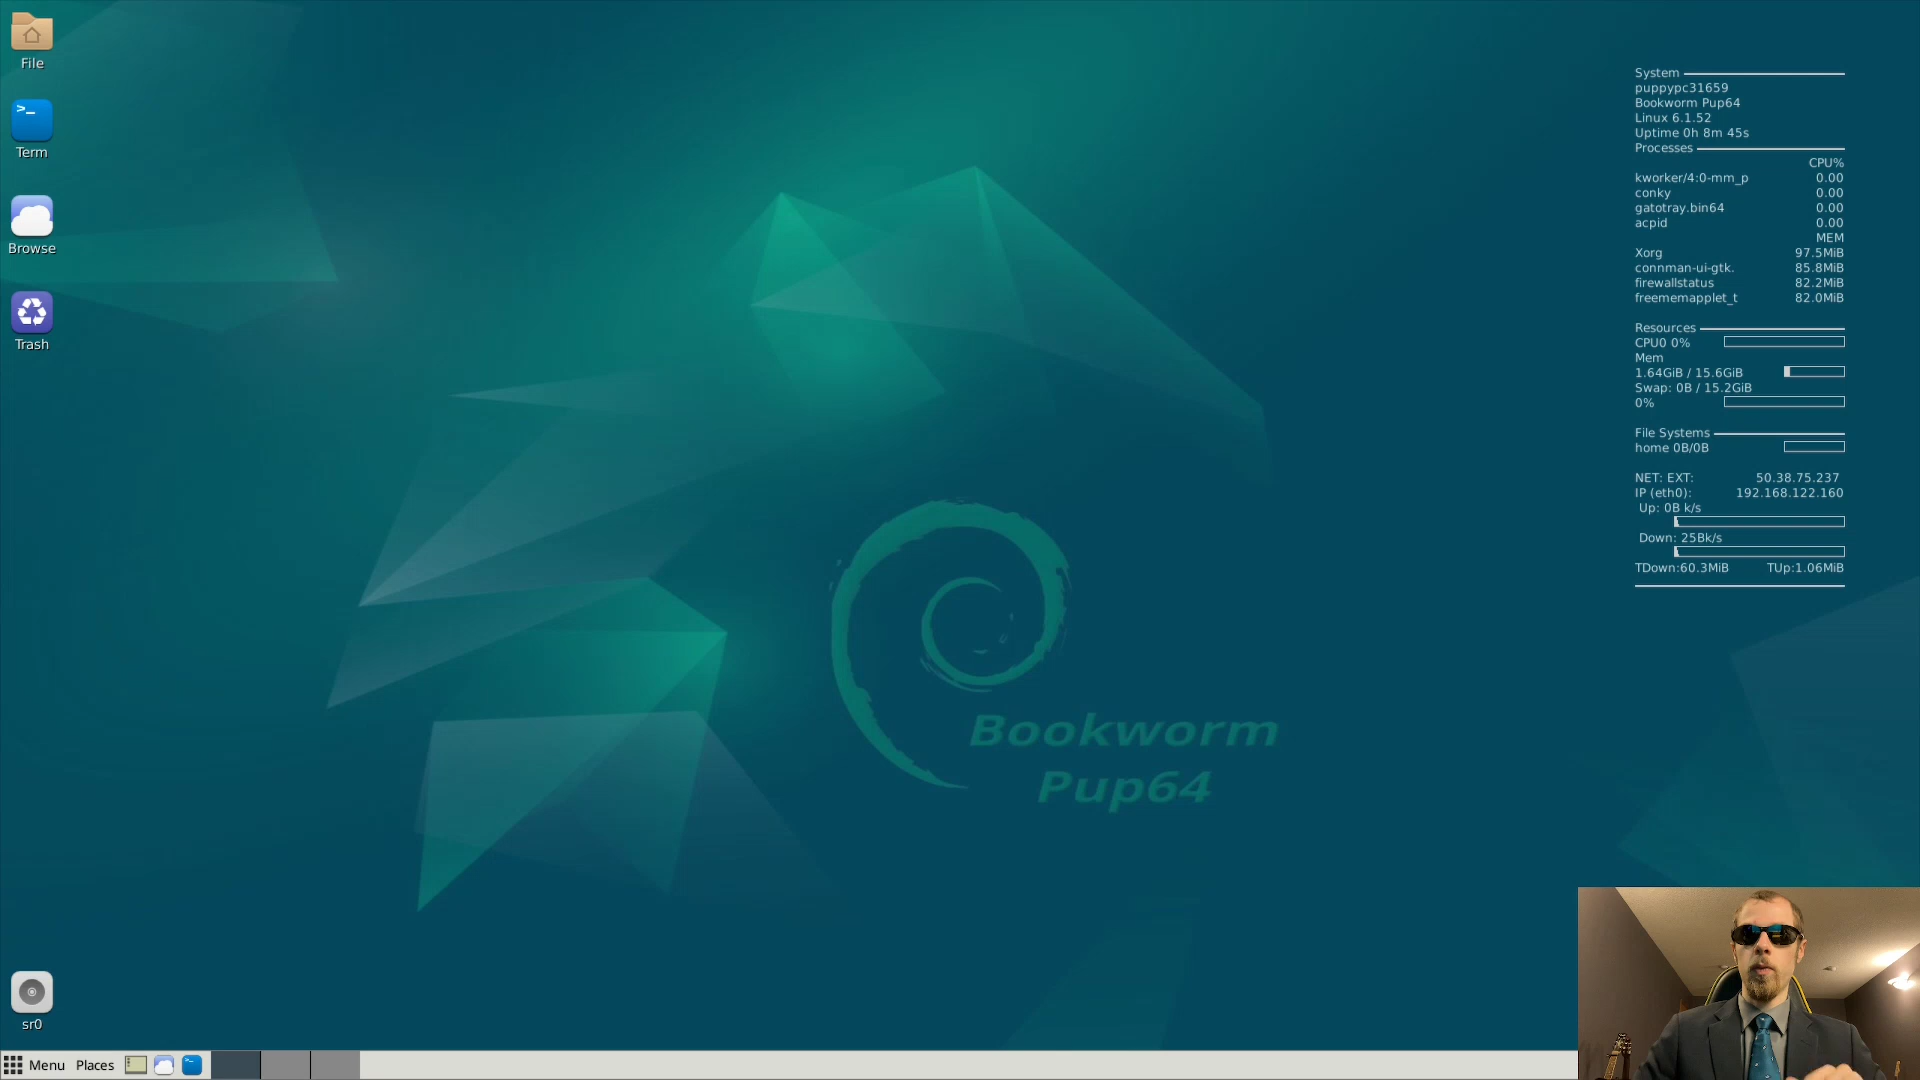 File
>_
Term
Browse
Trash
System
puppypc31659
Bookworm Pup64
Linux 6.1.52
Uptime 0h 8m 45s
Processes
CPU%
kworker/4:0-mm_p 0.00
conky 0.00
gatotray.bin64 0.00
acpid 0.00
MEM
Xorg 97.5MiB
connman-ui-gtk. 85.8MiB
firewallstatus 82.2MiB
freememapplet_t 82.0MiB
Resources
CPU0 0%
Mem
1.64GiB / 15.6GiB
Swap: 0B / 15.2GiB
0%
File Systems
home 0B/0B
NET: EXT: 50.38.75.237
IP (eth0): 192.168.122.160
Up: 0B k/s
Down: 25Bk/s
TDown:60.3MiB TUp:1.06MiB
Bookworm
Pup64
sr0
Menu Places